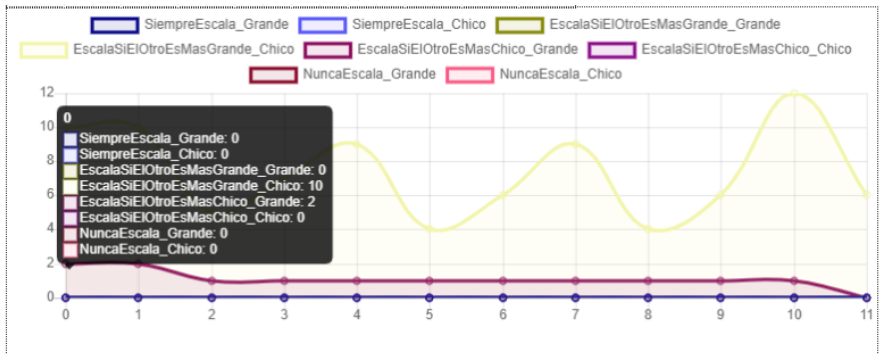 SiempreEscala_Grande SiempreEscala_Chico EscalaSiElOtroEsMasGrande_Grande
EscalaSiElOtroEsMasGrande_Chico EscalaSiElOtroEsMasChico_Grande EscalaSiElOtroEsMasChico_Chico
NuncaEscala_Grande NuncaEscala_Chico
12
10
8
6
4
2
0
0
SiempreEscala_Grande: 0
SiempreEscala_Chico: 0
EscalaSiElOtroEsMasGrande_Grande: 0
EscalaSiElOtroEsMasGrande_Chico: 10
EscalaSiElOtroEsMasChico_Grande: 2
EscalaSiElOtroEsMasChico_Chico: 0
NuncaEscala_Grande: 0
NuncaEscala_Chico: 0
0 1 2 3 4 5 6 7 8 9 10 11